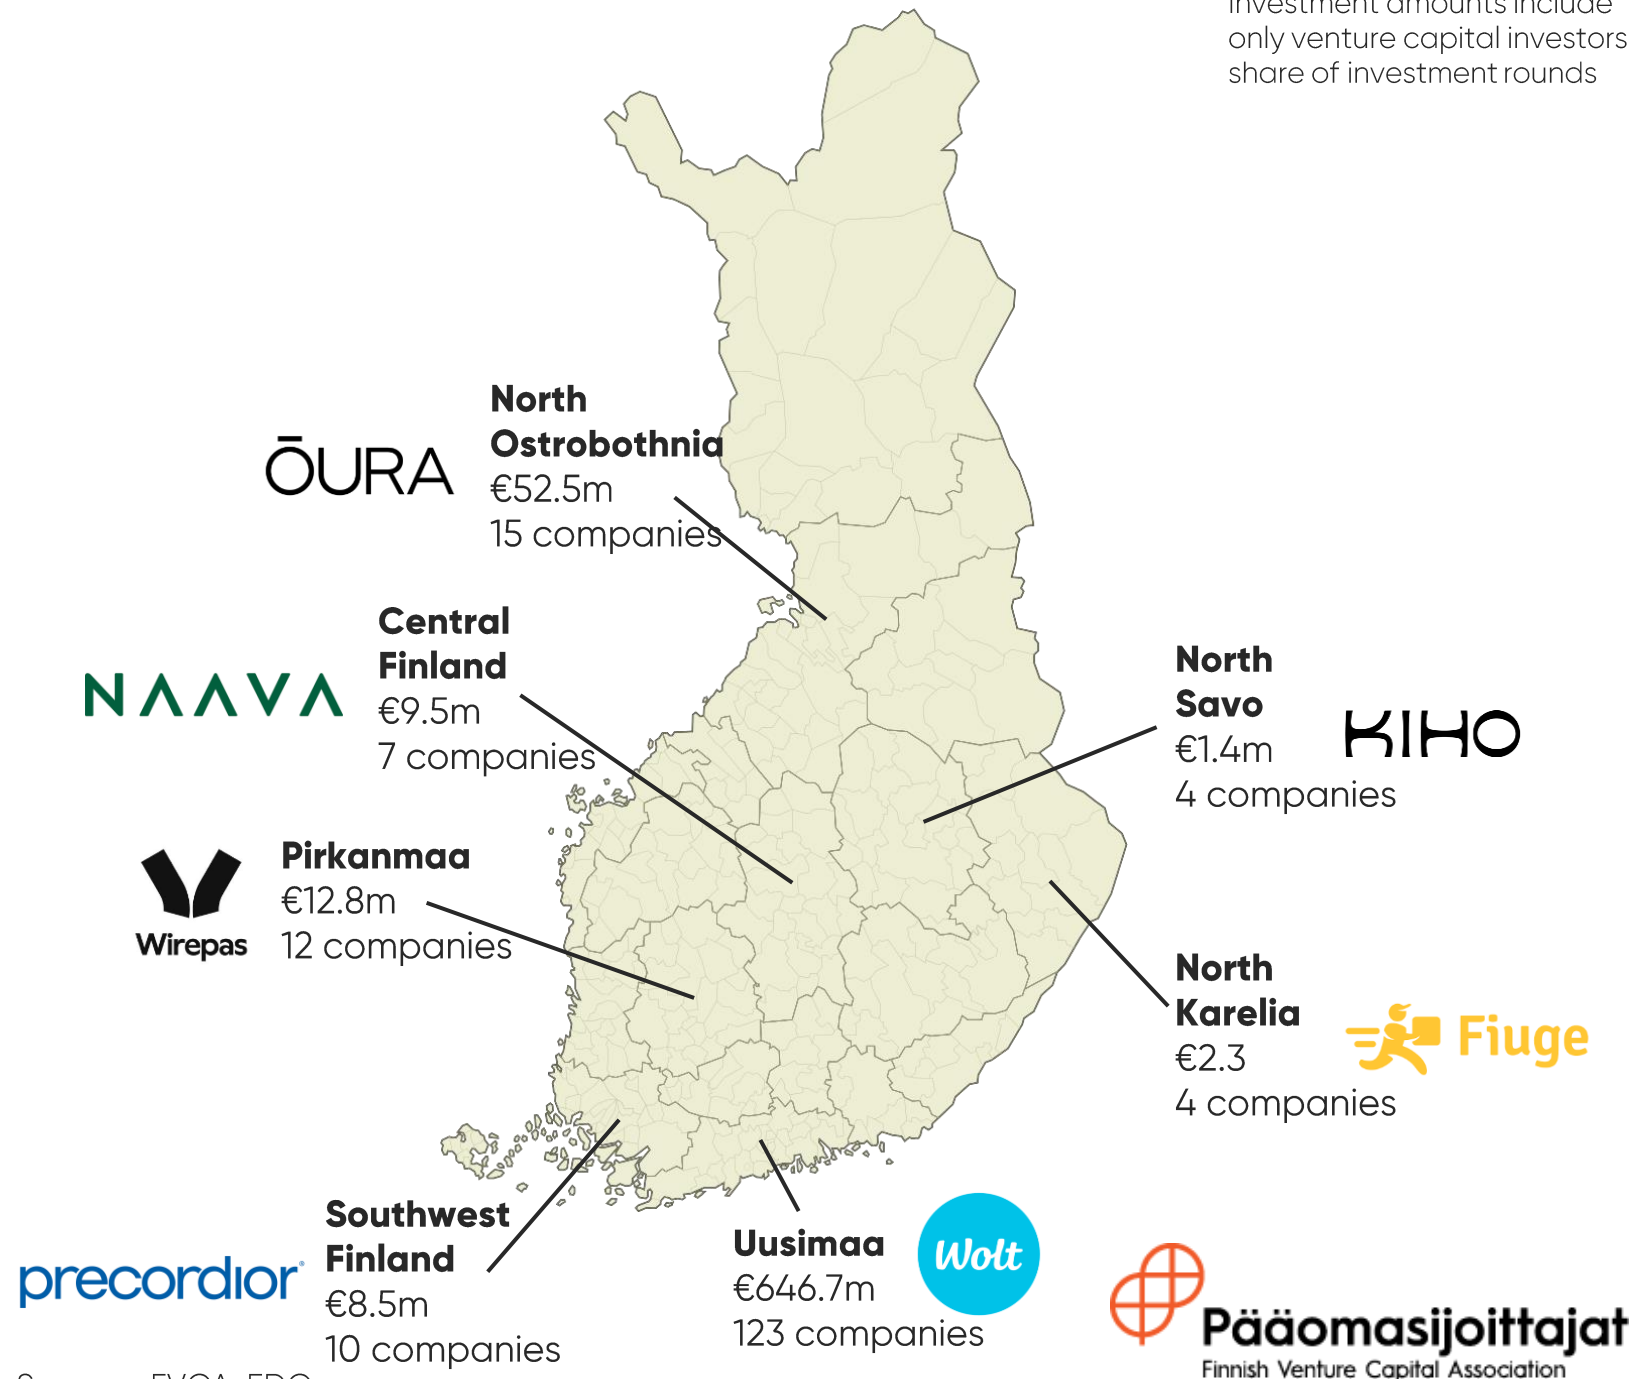 investment amounts include
only venture capital investors
share of investment rounds
North
Ostrobothnia
€52.5m
15 companies
ŌURA
Central
Finland
€9.5m
7 companies
NAAVA
North
Savo
€1.4m
4 companies
KIHO
Pirkanmaa
€12.8m
12 companies
Wirepas
North
Karelia
€2.3
4 companies
Fiuge
Southwest
Finland
€8.5m
10 companies
precordior
Uusimaa
€646.7m
123 companies
Wolt
Pääomasijoittajat
Finnish Venture Capital Association